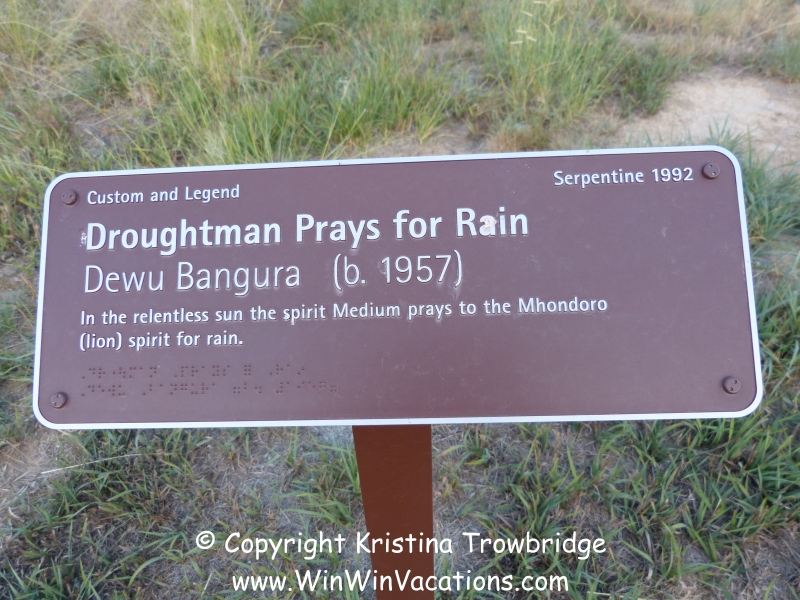 Custom and Legend
Serpentine 1992
Droughtman Prays for Rain
Dewu Bangura (b. 1957)
In the relentless sun the spirit Medium prays to the Mhondoro
(lion) spirit for rain.
© Copyright Kristina Trowbridge
www.WinWinVacations.com